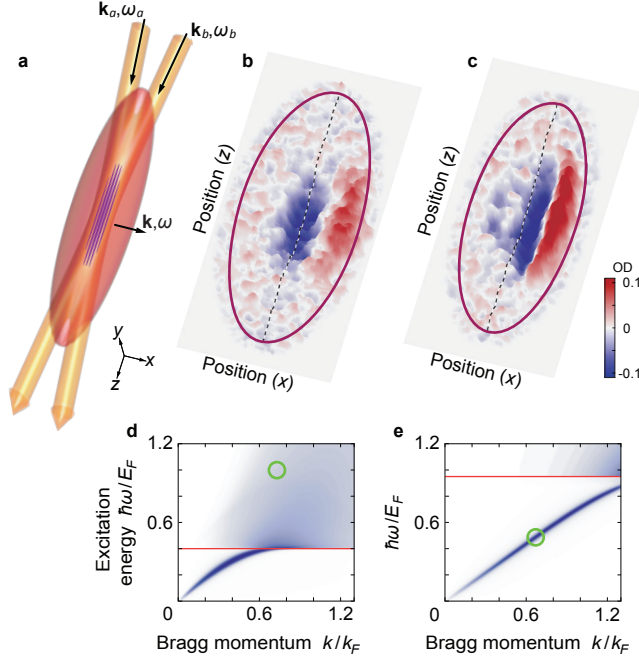 a
k_a,ω_a
k_b,ω_b
k,ω
y
x
z
b
Position (z)
Position (x)
c
Position (z)
Position (x)
OD
0.1
0
-0.1
d
Excitation
energy ħω/E_F
1.2
0.6
0
0
0.6
1.2
Bragg momentum k/k_F
e
ħω/E_F
1.2
0.6
0
0
0.6
1.2
Bragg momentum k/k_F